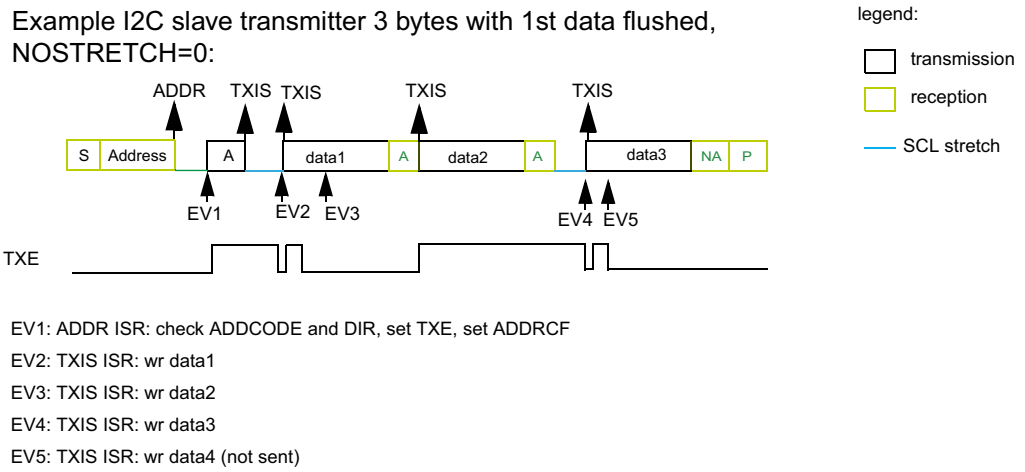 Example I2C slave transmitter 3 bytes with 1st data flushed,
NOSTRETCH=0:
legend:
transmission
reception
SCL stretch
ADDR TXIS TXIS TXIS TXIS
S Address A data1 A data2 A data3 NA P
EV1 EV2 EV3 EV4 EV5
TXE
EV1: ADDR ISR: check ADDCODE and DIR, set TXE, set ADDRCF
EV2: TXIS ISR: wr data1
EV3: TXIS ISR: wr data2
EV4: TXIS ISR: wr data3
EV5: TXIS ISR: wr data4 (not sent)